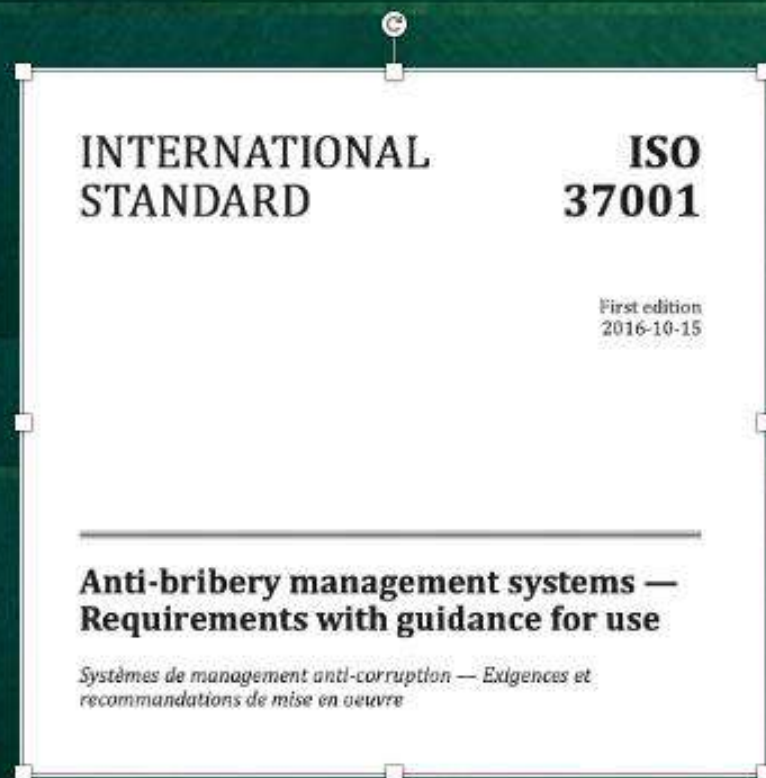 INTERNATIONAL
STANDARD
ISO
37001
First edition
2016-10-15
Anti-bribery management systems —
Requirements with guidance for use
Systèmes de management anti-corruption — Exigences et
recommandations de mise en oeuvre